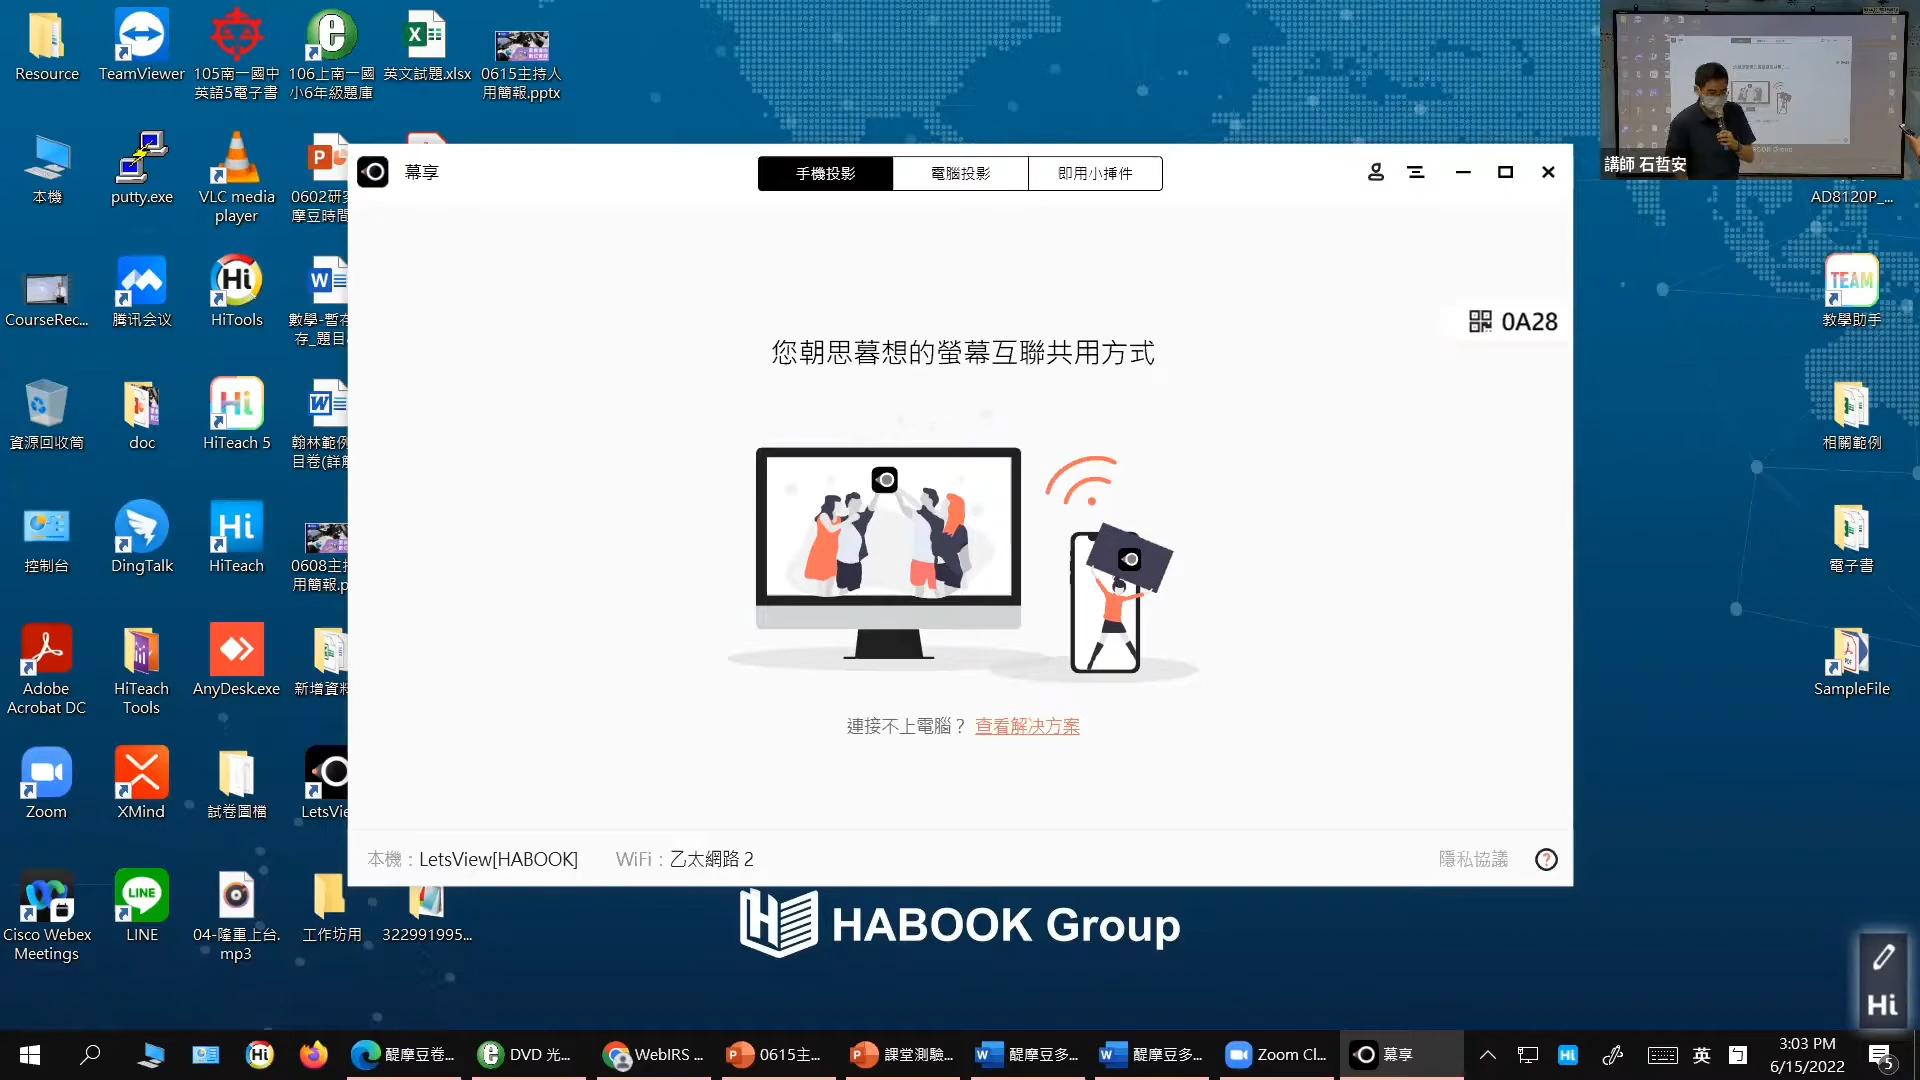 Resource
TeamViewer
105南一國中
英語5電子書
106上南一國
小6年級題庫
英文試題.xlsx
0615主持人
用簡報.pptx
講師 石哲安
本機
putty.exe
VLC media
player
0602研
摩豆時間
AD8120P_...
幕享
手機投影
電腦投影
即用小挿件
CourseRec...
腾讯会议
HiTools
數學-暫存
存_題目
TEAM
教學助手
0A28
您朝思暮想的螢幕互聯共用方式
資源回收筒
doc
HiTeach 5
翰林範例
目卷(詳解
相關範例
控制台
DingTalk
HiTeach
0608主
用簡報.p
電子書
Adobe
Acrobat DC
HiTeach
Tools
AnyDesk.exe
新增資料
SampleFile
連接不上電腦？ 查看解决方案
Zoom
XMind
試卷圖檔
LetsVie
本機：LetsView[HABOOK]
WiFi：乙太網路 2
隱私協議
Cisco Webex
Meetings
LINE
04-隆重上台.
mp3
工作坊用
322991995...
HABOOK Group
Hi
醍摩豆卷...
DVD 光...
WebIRS ...
0615主...
課堂測驗...
醍摩豆多...
醍摩豆多...
Zoom Cl...
幕享
英
3:03 PM
6/15/2022
5